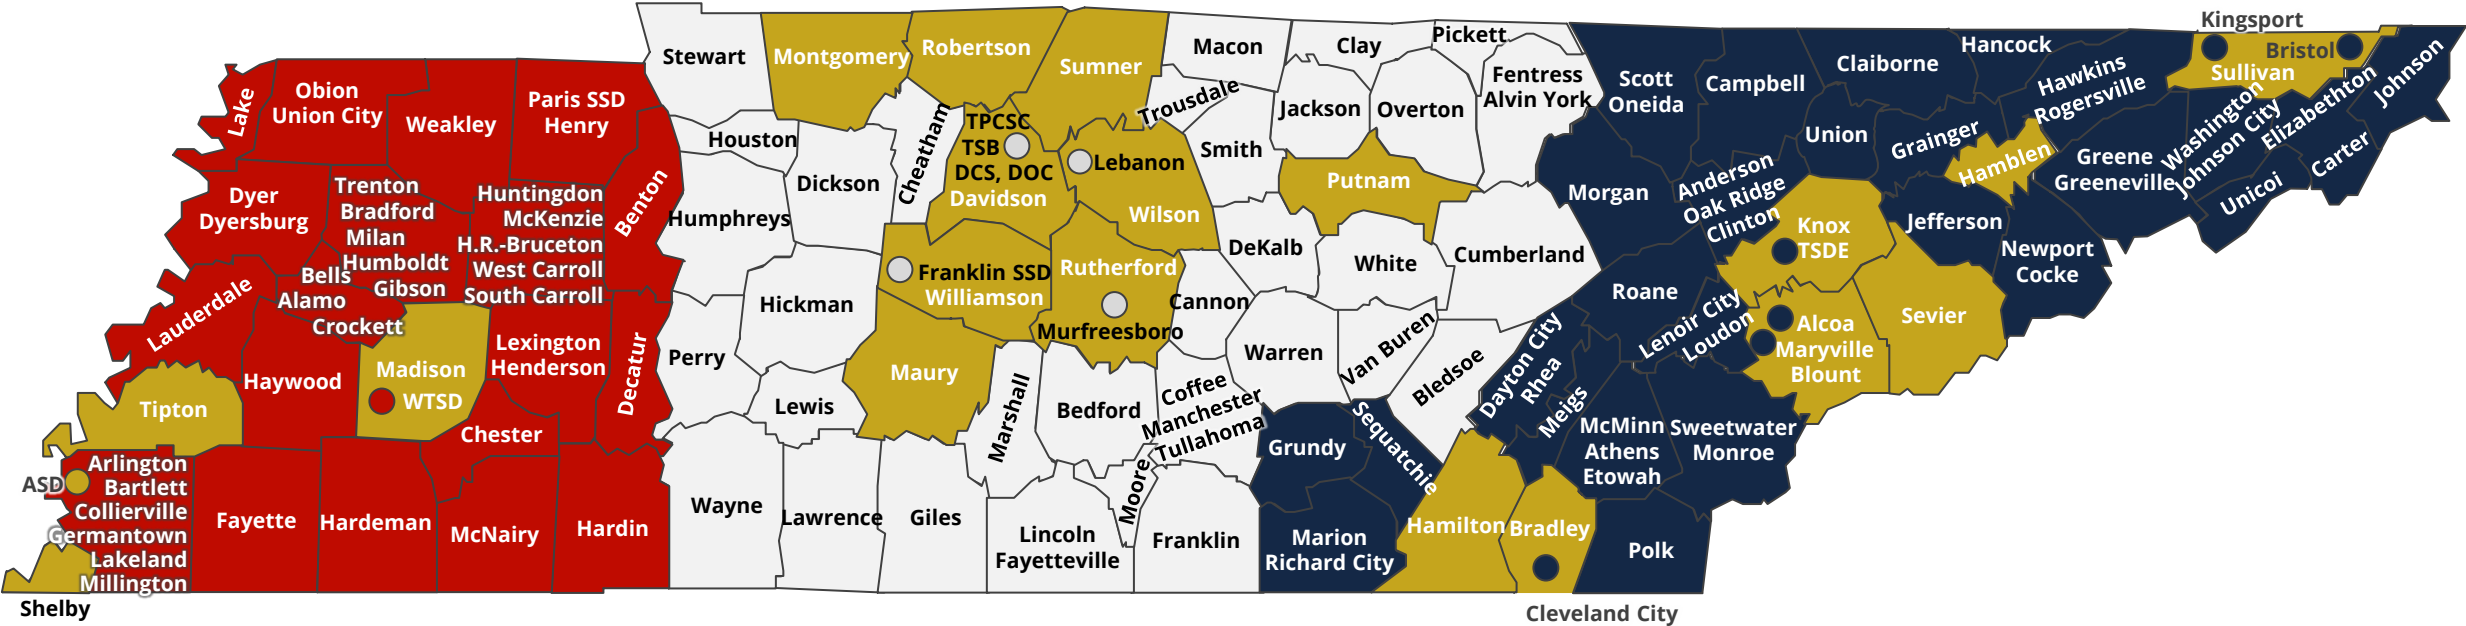 Lake
Obion
Union City
Weakley
Paris SSD
Henry
Benton
Dyer
Dyersburg
Trenton
Bradford
Milan
Humboldt
Gibson
Huntingdon
McKenzie
H.R.-Bruceton
West Carroll
South Carroll
Bells
Alamo
Crockett
Lauderdale
Haywood
Madison
WTSD
Lexington
Henderson
Decatur
Tipton
Chester
ASD
Arlington
Bartlett
Collierville
Germantown
Lakeland
Millington
Shelby
Fayette
Hardeman
McNairy
Hardin
Stewart
Montgomery
Robertson
Sumner
Macon
Clay
Pickett
Trousdale
Jackson
Overton
Fentress
Alvin York
Houston
Humphreys
Dickson
Cheatham
TPCSC
TSB
DCS, DOC
Davidson
Lebanon
Wilson
Smith
Putnam
Hickman
Franklin SSD
Williamson
Rutherford
Murfreesboro
Cannon
DeKalb
White
Cumberland
Perry
Lewis
Maury
Marshall
Bedford
Coffee
Manchester
Tullahoma
Warren
Van Buren
Bledsoe
Wayne
Lawrence
Giles
Lincoln
Fayetteville
Moore
Franklin
Scott
Oneida
Campbell
Claiborne
Hancock
Hawkins
Rogersville
Kingsport
Bristol
Sullivan
Johnson
Washington
Johnson City
Elizabethton
Carter
Unicoi
Greene
Greeneville
Union
Grainger
Hamblen
Morgan
Anderson
Oak Ridge
Clinton
Knox
TSDE
Jefferson
Newport
Cocke
Roane
Lenoir City
Loudon
Alcoa
Maryville
Blount
Sevier
Dayton City
Rhea
Meigs
McMinn
Athens
Etowah
Sweetwater
Monroe
Grundy
Sequatchie
Marion
Richard City
Hamilton
Bradley
Polk
Cleveland City